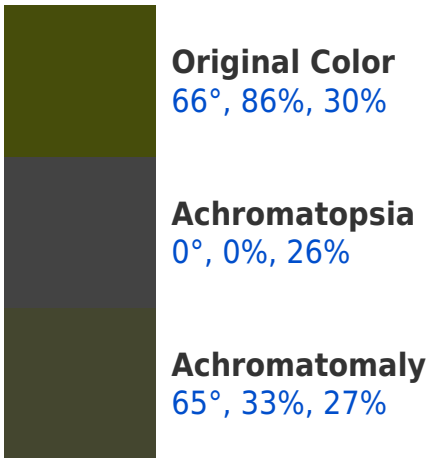 Original Color
66°, 86%, 30%
Achromatopsia
0°, 0%, 26%
Achromatomaly
65°, 33%, 27%